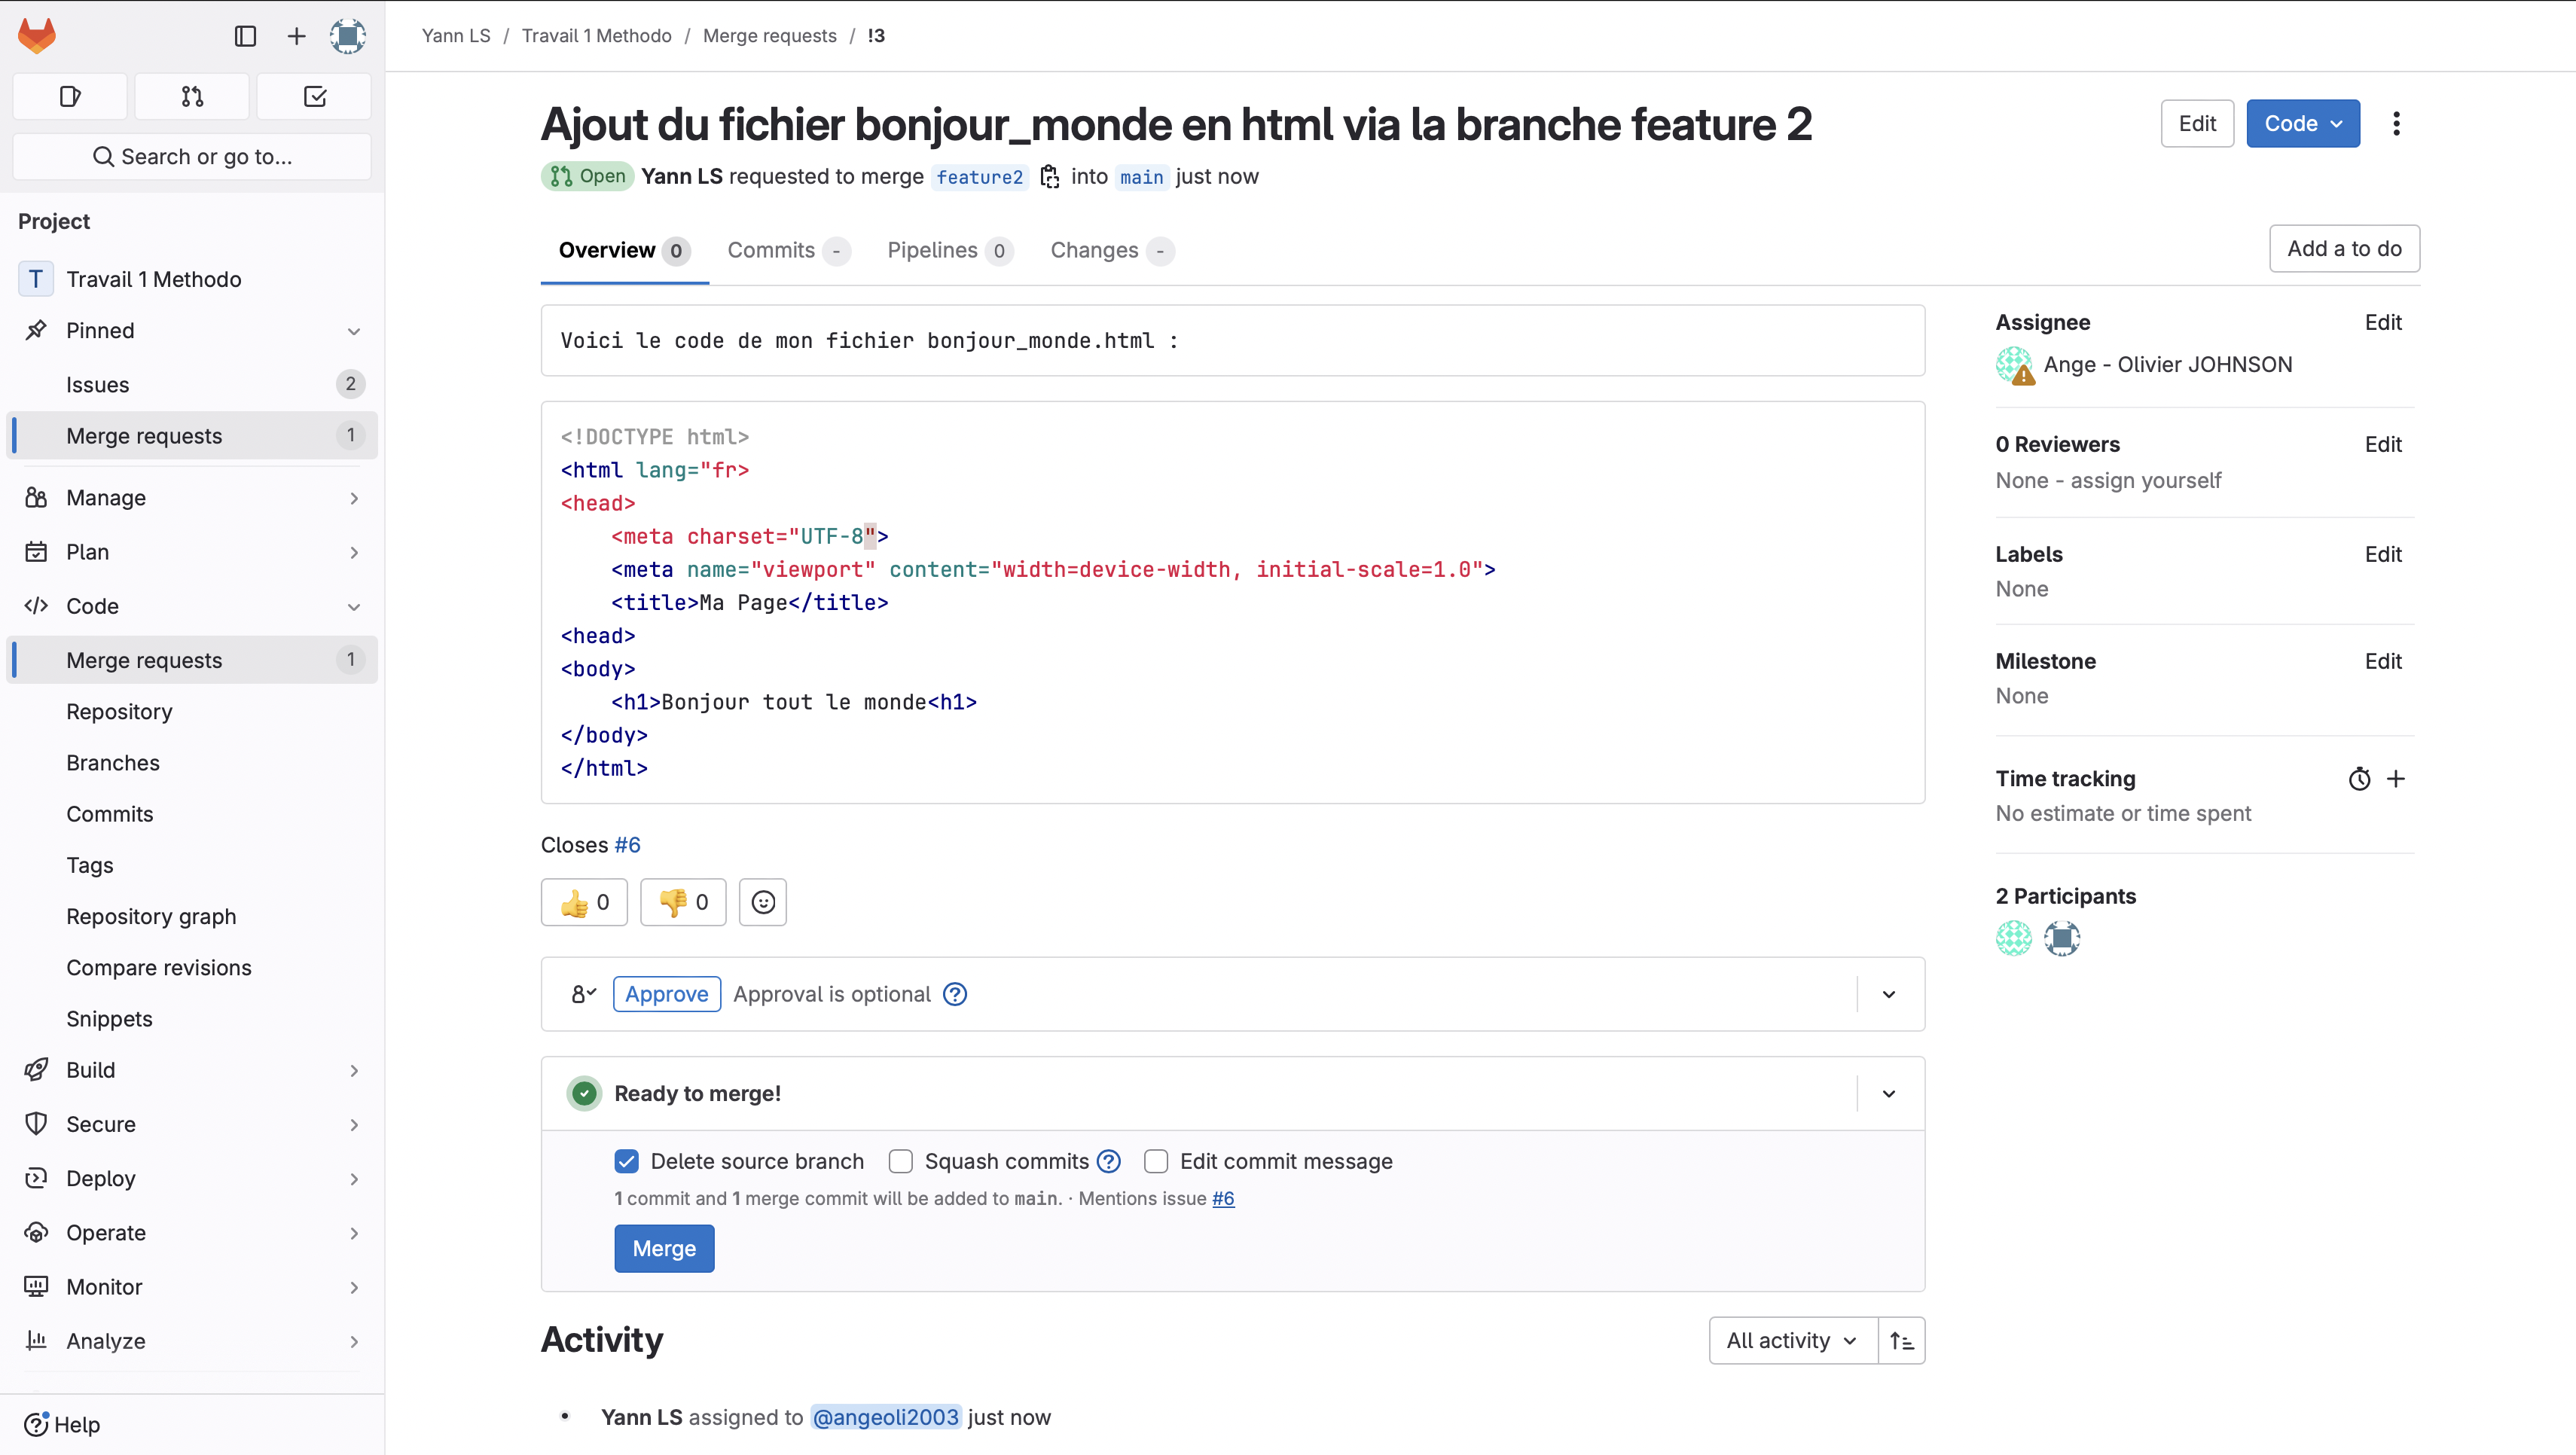 Yann LS / Travail 1 Methodo / Merge requests / !3
Search or go to...
Project
T Travail 1 Methodo
Pinned
Issues 2
Merge requests 1
Manage
Plan
Code
Merge requests 1
Repository
Branches
Commits
Tags
Repository graph
Compare revisions
Snippets
Build
Secure
Deploy
Operate
Monitor
Analyze
Help
Ajout du fichier bonjour_monde en html via la branche feature 2
Edit
Code
Open Yann LS requested to merge feature2 into main just now
Overview 0 Commits - Pipelines 0 Changes -
Add a to do
Voici le code de mon fichier bonjour_monde.html :
<!DOCTYPE html>
<html lang="fr>
<head>
<meta charset="UTF-8">
<meta name="viewport" content="width=device-width, initial-scale=1.0">
<title>Ma Page</title>
<head>
<body>
<h1>Bonjour tout le monde<h1>
</body>
</html>
Closes #6
0 0
Approve Approval is optional
Ready to merge!
Delete source branch Squash commits Edit commit message
1 commit and 1 merge commit will be added to main. · Mentions issue #6
Merge
Activity
All activity
Yann LS assigned to @angeoli2003 just now
Assignee Edit
Ange - Olivier JOHNSON
0 Reviewers Edit
None - assign yourself
Labels Edit
None
Milestone Edit
None
Time tracking
No estimate or time spent
2 Participants